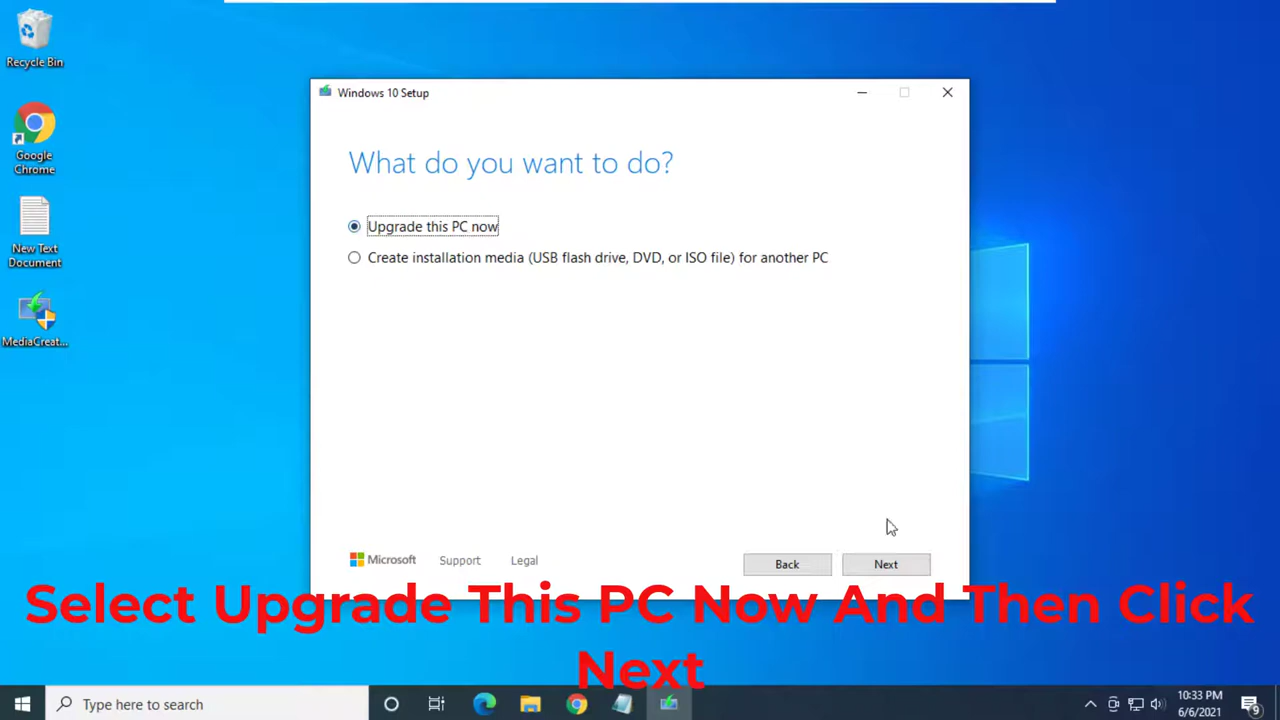 Recycle Bin
Google
Chrome
New Text
Document
MediaCreat...
Windows 10 Setup
What do you want to do?
Upgrade this PC now
Create installation media (USB flash drive, DVD, or ISO file) for another PC
Microsoft Support Legal
Back Next
Select Upgrade This PC Now And Then Click
Next
Type here to search
10:33 PM
6/6/2021
9